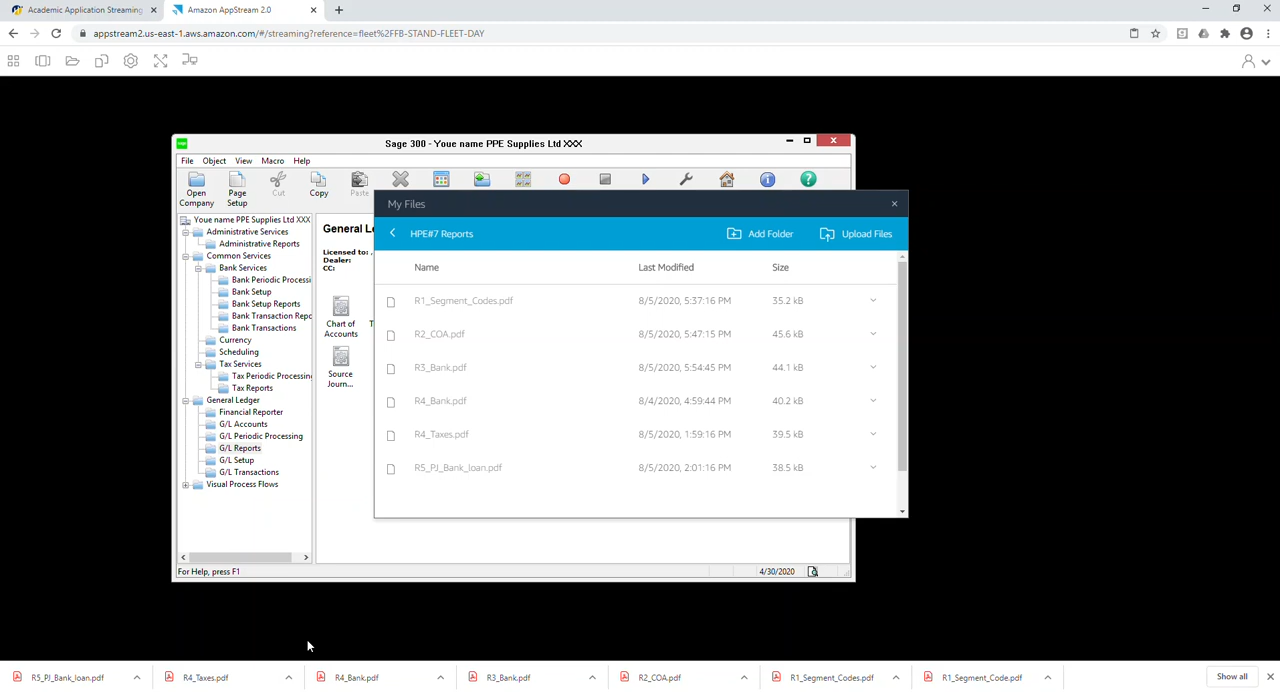 Academic Application Streaming
Amazon AppStream 2.0
appstream2.us-east-1.aws.amazon.com/#/streaming?reference=fleet%2FFB-STAND-FLEET-DAY
Sage 300 - Youe name PPE Supplies Ltd XXX
File Object View Macro Help
Open Company
Page Setup
Cut
Copy
Paste
Youe name PPE Supplies Ltd XXX
Administrative Services
Administrative Reports
Common Services
Bank Services
Bank Periodic Processi
Bank Setup
Bank Setup Reports
Bank Transaction Repo
Bank Transactions
Currency
Scheduling
Tax Services
Tax Periodic Processing
Tax Reports
General Ledger
Financial Reporter
G/L Accounts
G/L Periodic Processing
G/L Reports
G/L Setup
G/L Transactions
Visual Process Flows
General Le
Licensed to:
Dealer:
CC:
Chart of Accounts
T
Source Journ...
My Files
HPE#7 Reports
Add Folder
Upload Files
Name Last Modified Size
R1_Segment_Codes.pdf 8/5/2020, 5:37:16 PM 35.2 kB
R2_COA.pdf 8/5/2020, 5:47:15 PM 45.6 kB
R3_Bank.pdf 8/5/2020, 5:54:45 PM 44.1 kB
R4_Bank.pdf 8/4/2020, 4:59:44 PM 40.2 kB
R4_Taxes.pdf 8/5/2020, 1:59:16 PM 39.5 kB
R5_PJ_Bank_loan.pdf 8/5/2020, 2:01:16 PM 38.5 kB
For Help, press F1
4/30/2020
R5_PJ_Bank_loan.pdf
R4_Taxes.pdf
R4_Bank.pdf
R3_Bank.pdf
R2_COA.pdf
R1_Segment_Codes.pdf
R1_Segment_Code.pdf
Show all